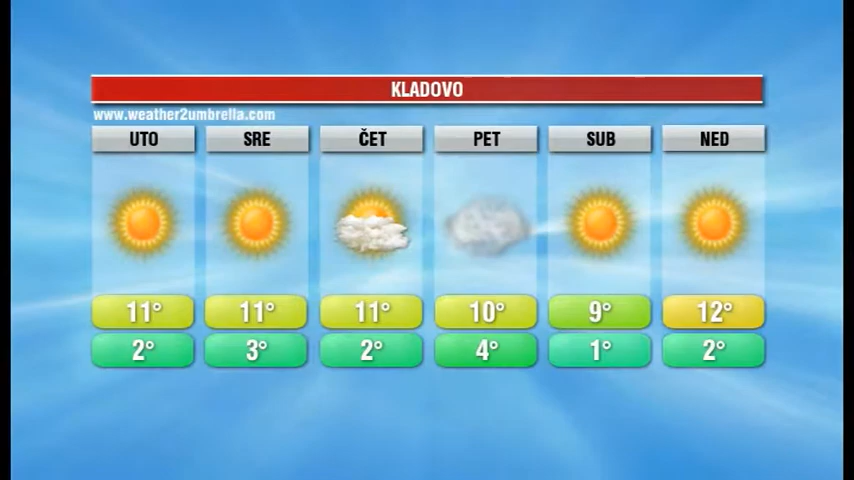 KLADOVO
www.weather2umbrella.com
UTO SRE ČET PET SUB NED
11° 11° 11° 10° 9° 12°
2° 3° 2° 4° 1° 2°